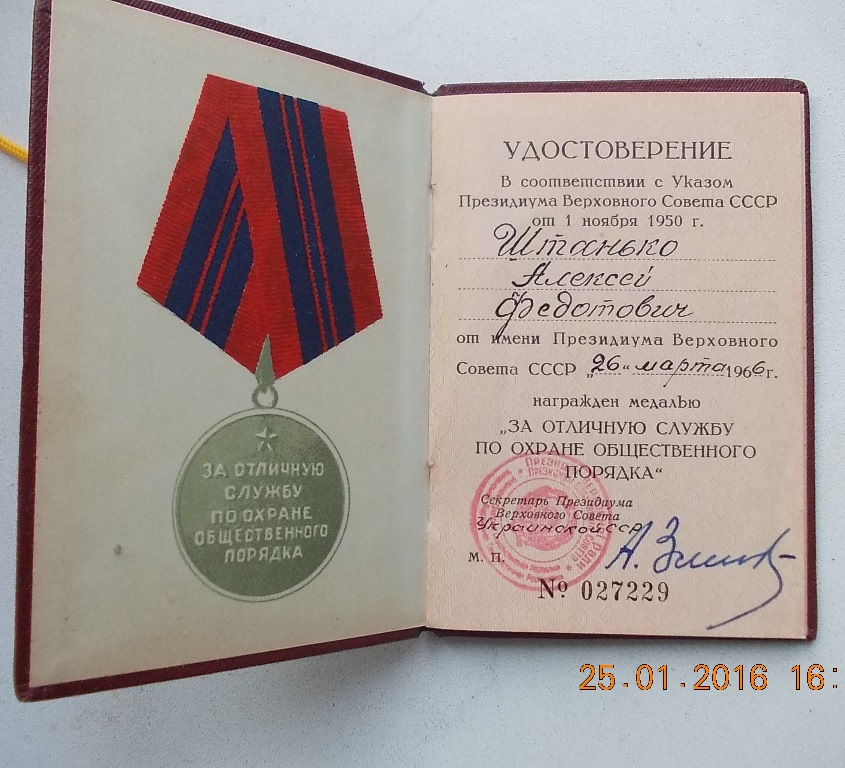 ЗА ОТЛИЧНУЮ
СЛУЖБУ
ПО ОХРАНЕ
ОБЩЕСТВЕННОГО
ПОРЯДКА
УДОСТОВЕРЕНИЕ
В соответствии с Указом
Президиума Верховного Совета СССР
от 1 ноября 1950 г.
Штанько
Алексей
Федотович
от имени Президиума Верховного
Совета СССР „26" марта 1966г.
награжден медалью
„ЗА ОТЛИЧНУЮ СЛУЖБУ
ПО ОХРАНЕ ОБЩЕСТВЕННОГО
ПОРЯДКА"
Секретарь Президиума
Верховного Совета
Украинской ССР
М. П.
№ 027229
25.01.2016 16: